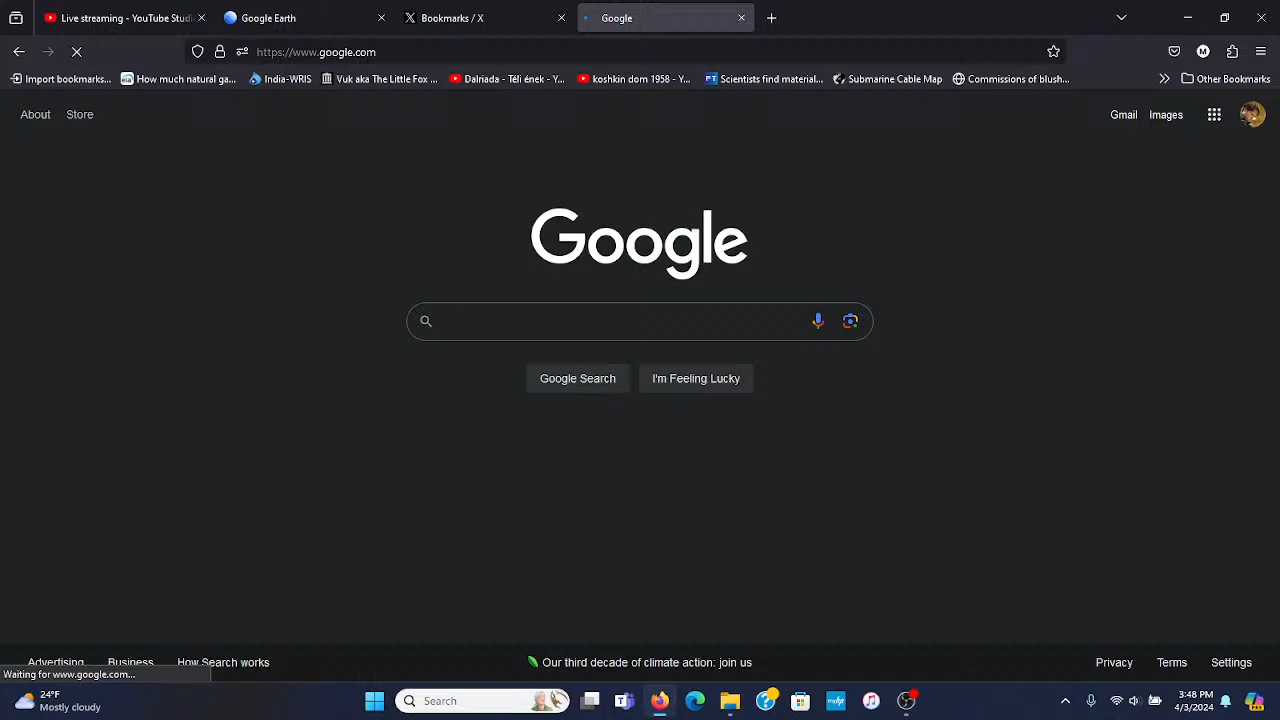 Live streaming - YouTube Studi
Google Earth
Bookmarks / X
Google
https://www.google.com
M
Import bookmarks...
eia
How much natural ga...
India-WRIS
Vuk aka The Little Fox ...
Dalriada - Téli ének - Y...
koshkin dom 1958 - Y...
Scientists find material...
Submarine Cable Map
Commissions of blush...
Other Bookmarks
About
Store
Gmail
Images
Google
Google Search
I'm Feeling Lucky
Advertising
Business
How Search works
Our third decade of climate action: join us
Privacy
Terms
Settings
Waiting for www.google.com...
24°F
Mostly cloudy
Search
3:48 PM
4/3/2024